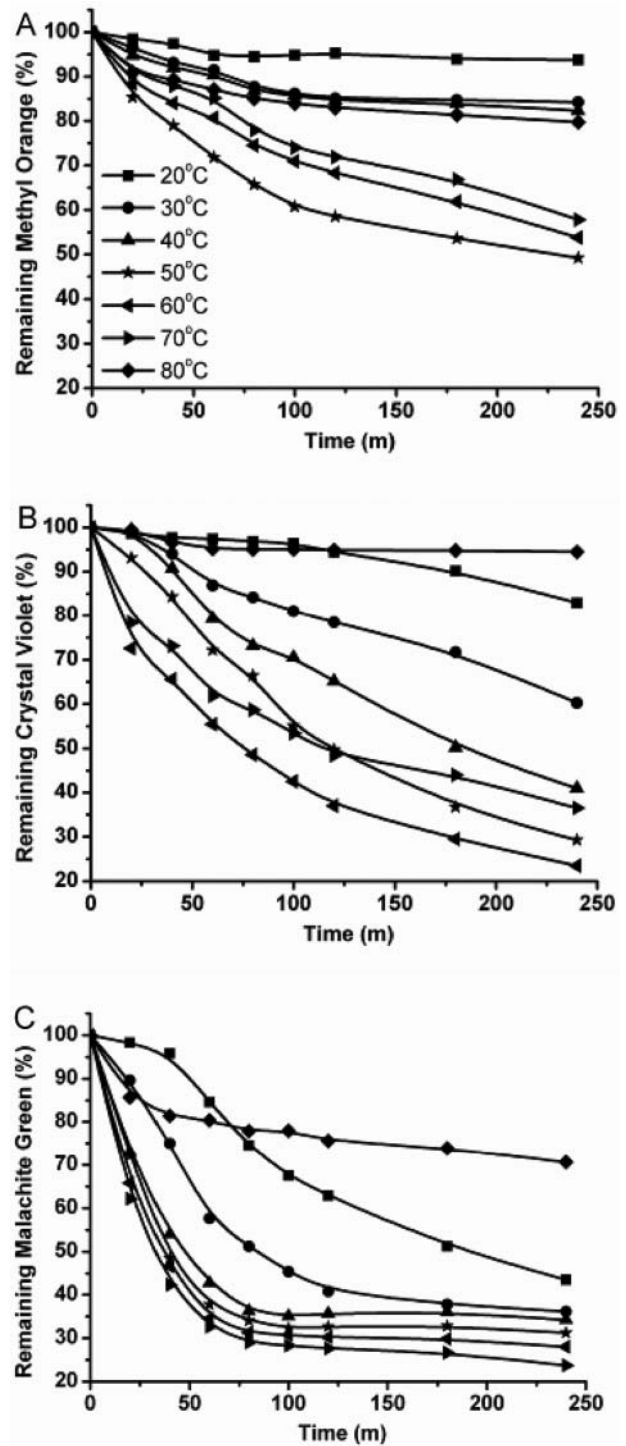 A
Remaining Methyl Orange (%)
100
90
80
70
60
50
40
30
20
20°C
30°C
40°C
50°C
60°C
70°C
80°C
0
50
100
150
200
250
Time (m)
B
Remaining Crystal Violet (%)
100
90
80
70
60
50
40
30
20
0
50
100
150
200
250
Time (m)
C
Remaining Malachite Green (%)
100
90
80
70
60
50
40
30
20
0
50
100
150
200
250
Time (m)